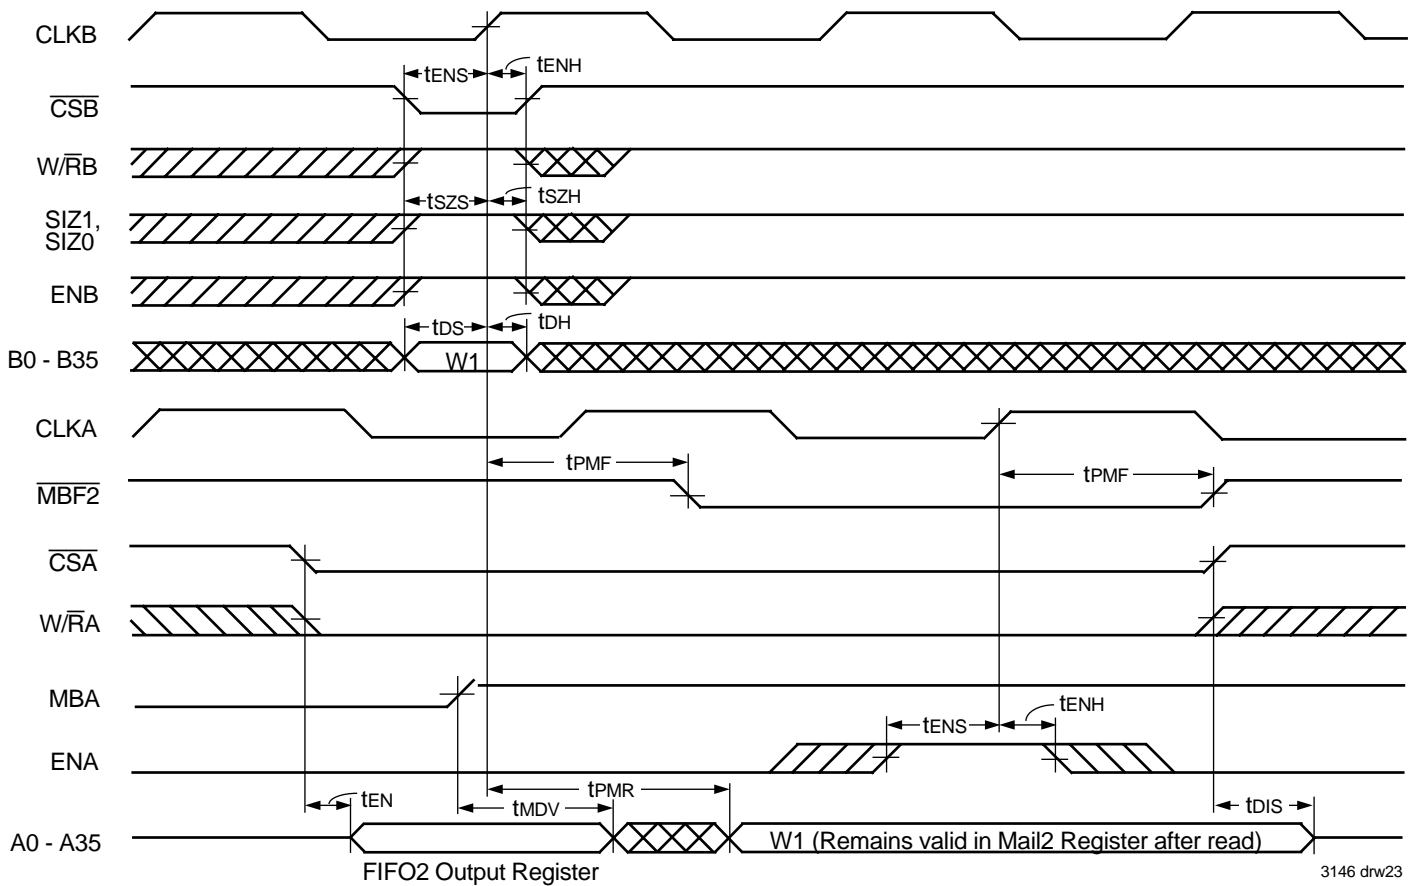 CLKB
tENS
tENH
CSB
W/RB
tSZS
tSZH
SIZ1,
SIZ0
ENB
tDS
tDH
B0 - B35
W1
CLKA
tPMF
tPMF
MBF2
CSA
W/RA
MBA
tENS
tENH
ENA
tEN
tPMR
tMDV
tDIS
A0 - A35
W1 (Remains valid in Mail2 Register after read)
FIFO2 Output Register
3146 drw23